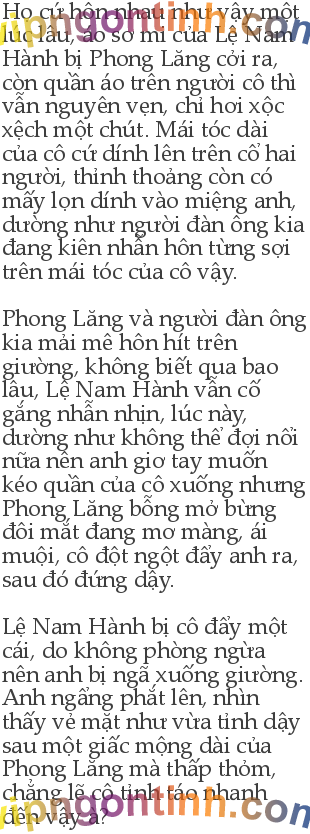 Họ cứ hôn nhau như vậy một
lúc lâu, áo sơ mi của Lệ Nam
Hành bị Phong Lăng cởi ra,
còn quần áo trên người cô thì
vẫn nguyên vẹn, chỉ hơi xộc
xệch một chút. Mái tóc dài
của cô cứ dính lên trên cổ hai
người, thỉnh thoảng còn có
mấy lọn dính vào miệng anh,
dường như người đàn ông kia
đang kiên nhẫn hôn từng sợi
trên mái tóc của cô vậy.
Phong Lăng và người đàn ông
kia mải mê hôn hít trên
giường, không biết qua bao
lâu, Lệ Nam Hành vẫn cố
gắng nhẫn nhịn, lúc này,
dường như không thể đợi nổi
nữa nên anh giơ tay muốn
kéo quần của cô xuống nhưng
Phong Lăng bỗng mở bừng
đôi mắt đang mơ màng, ái
muội, cô đột ngột đẩy anh ra,
sau đó đứng dậy.
Lệ Nam Hành bị cô đẩy một
cái, do không phòng ngừa
nên anh bị ngã xuống giường.
Anh ngẩng phắt lên, nhìn
thấy vẻ mặt như vừa tỉnh dậy
sau một giấc mộng dài của
Phong Lăng mà thấp thỏm,
chẳng lẽ cô tỉnh táo nhanh
đến vậy à?
vipngontinh.com
vipngontinh.com